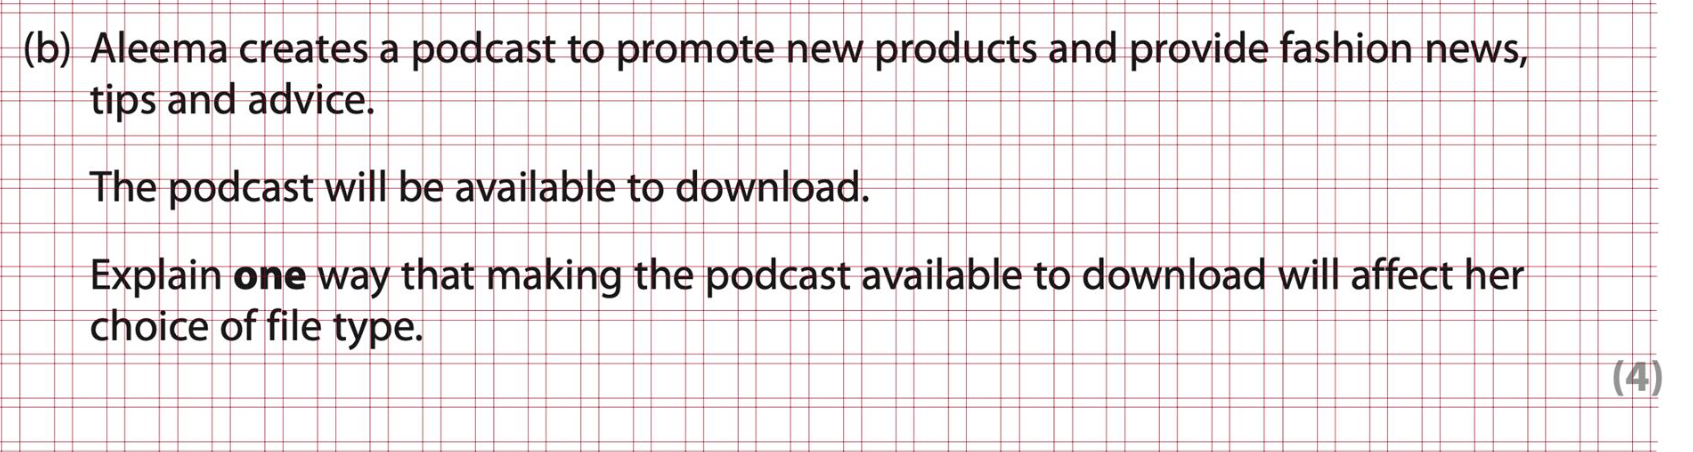 (b) Aleema creates a podcast to promote new products and provide fashion news,
tips and advice.
The podcast will be available to download.
Explain one way that making the podcast available to download will affect her
choice of file type.
(4)